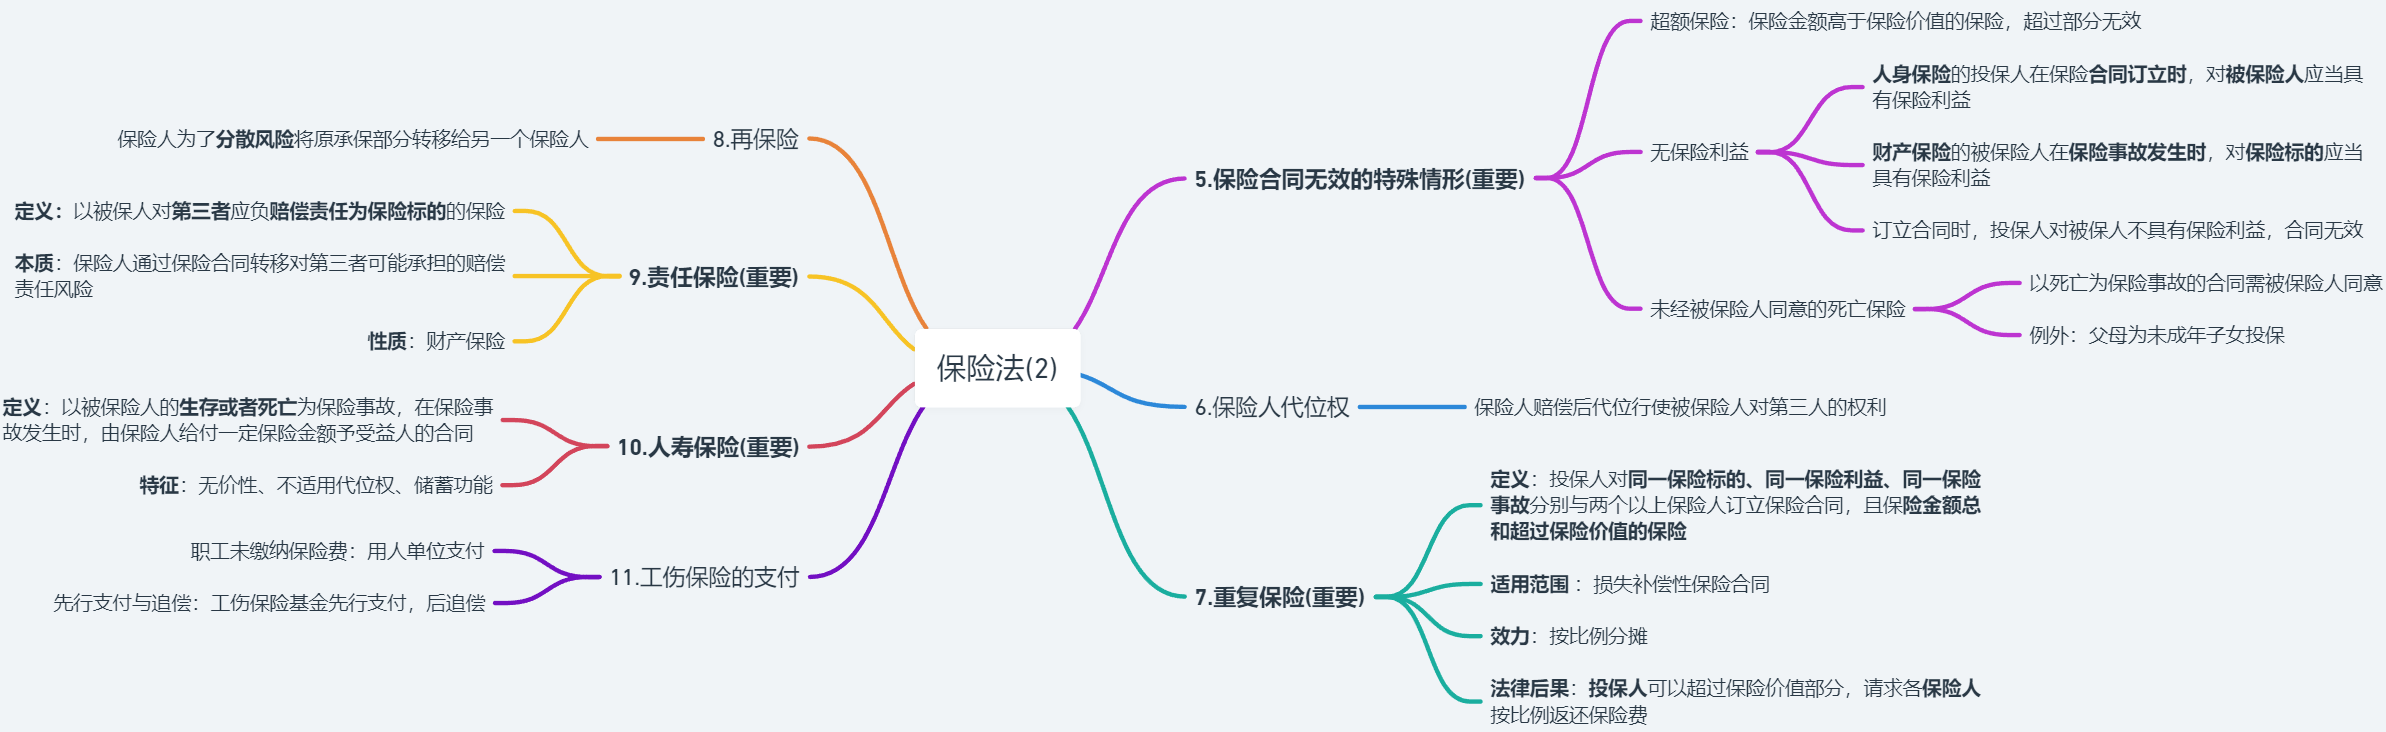 保险法(2)
5.保险合同无效的特殊情形(重要)
超额保险：保险金额高于保险价值的保险，超过部分无效
无保险利益
人身保险的投保人在保险合同订立时，对被保险人应当具
有保险利益
财产保险的被保险人在保险事故发生时，对保险标的应当
具有保险利益
订立合同时，投保人对被保人不具有保险利益，合同无效
未经被保险人同意的死亡保险
以死亡为保险事故的合同需被保险人同意
例外：父母为未成年子女投保
6.保险人代位权
保险人赔偿后代位行使被保险人对第三人的权利
7.重复保险(重要)
定义：投保人对同一保险标的、同一保险利益、同一保险
事故分别与两个以上保险人订立保险合同，且保险金额总
和超过保险价值的保险
适用范围：损失补偿性保险合同
效力：按比例分摊
法律后果：投保人可以超过保险价值部分，请求各保险人
按比例返还保险费
8.再保险
保险人为了分散风险将原承保部分转移给另一个保险人
9.责任保险(重要)
定义：以被保人对第三者应负赔偿责任为保险标的的保险
本质：保险人通过保险合同转移对第三者可能承担的赔偿
责任风险
性质：财产保险
10.人寿保险(重要)
定义：以被保险人的生存或者死亡为保险事故，在保险事
故发生时，由保险人给付一定保险金额予受益人的合同
特征：无价性、不适用代位权、储蓄功能
11.工伤保险的支付
职工未缴纳保险费：用人单位支付
先行支付与追偿：工伤保险基金先行支付，后追偿